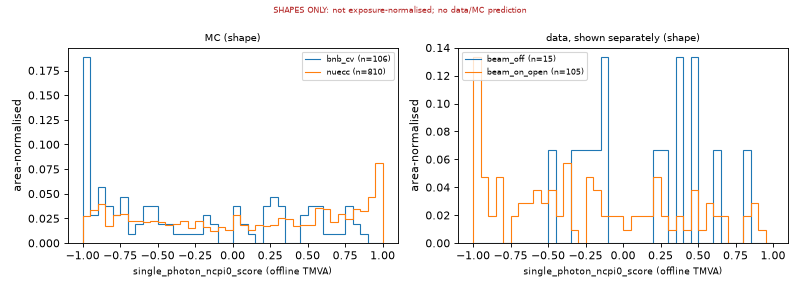 SHAPES ONLY: not exposure-normalised; no data/MC prediction
MC (shape)
area-normalised
0.175
0.150
0.125
0.100
0.075
0.050
0.025
0.000
bnb_cv (n=106)
nuecc (n=810)
−1.00 −0.75 −0.50 −0.25 0.00 0.25 0.50 0.75 1.00
single_photon_ncpi0_score (offline TMVA)
data, shown separately (shape)
area-normalised
0.14
0.12
0.10
0.08
0.06
0.04
0.02
0.00
beam_off (n=15)
beam_on_open (n=105)
−1.00 −0.75 −0.50 −0.25 0.00 0.25 0.50 0.75 1.00
single_photon_ncpi0_score (offline TMVA)